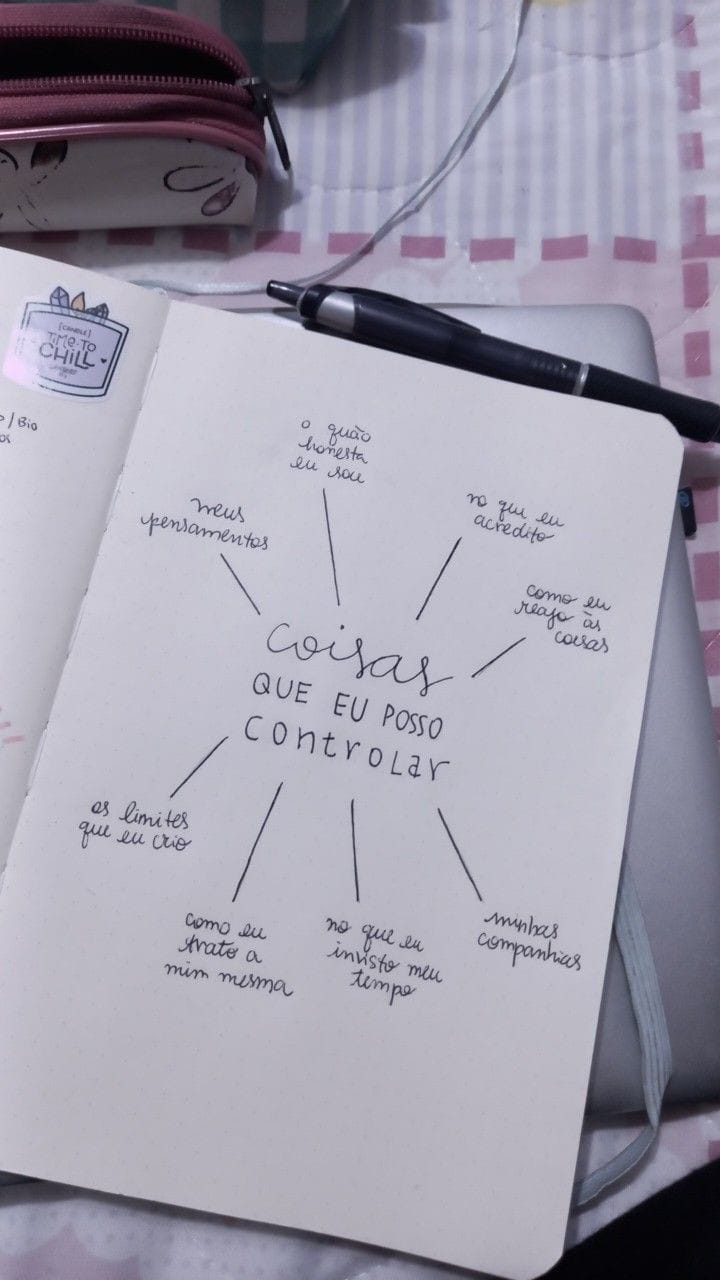 [CANDLE]
TIME TO
CHILL
/Bio
o quão
honesta
eu sou
meus
pensamentos
no que eu
acredito
como eu
reajo às
coisas
coisas
QUE EU POSSO
controlar
os limites
que eu crio
como eu
trato a
mim mesma
no que eu
invisto meu
tempo
minhas
companhias